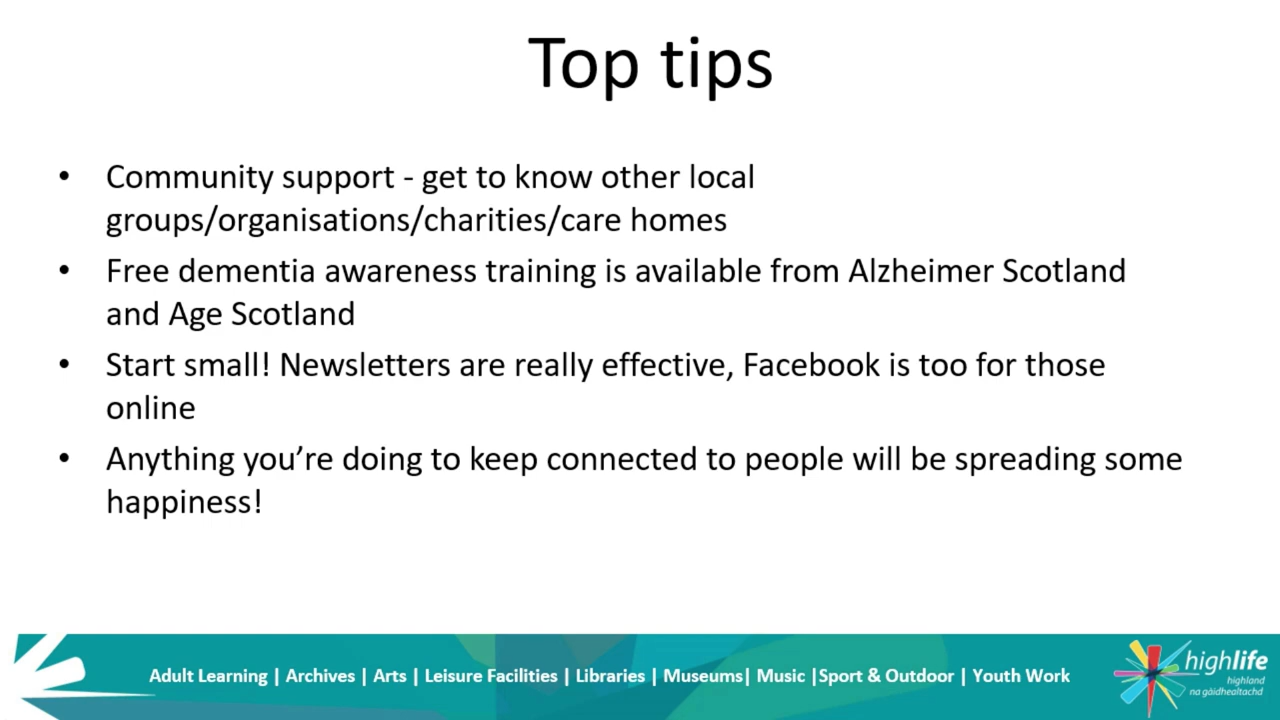 Top tips
• Community support - get to know other local
groups/organisations/charities/care homes
• Free dementia awareness training is available from Alzheimer Scotland
and Age Scotland
• Start small! Newsletters are really effective, Facebook is too for those
online
• Anything you’re doing to keep connected to people will be spreading some
happiness!
Adult Learning | Archives | Arts | Leisure Facilities | Libraries | Museums| Music |Sport & Outdoor | Youth Work
highlife
highland
na gàidhealtachd